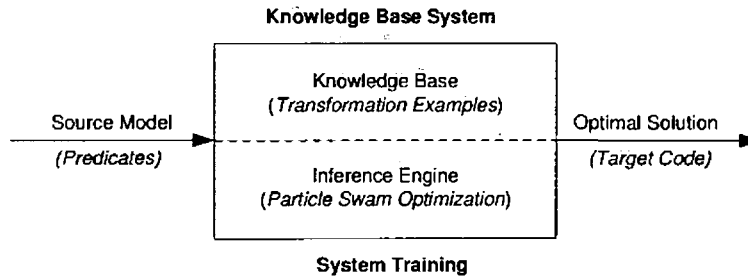 Knowledge Base System
Knowledge Base
(Transformation Examples)
Source Model
(Predicates)
Optimal Solution
(Target Code)
Inference Engine
(Particle Swam Optimization)
System Training